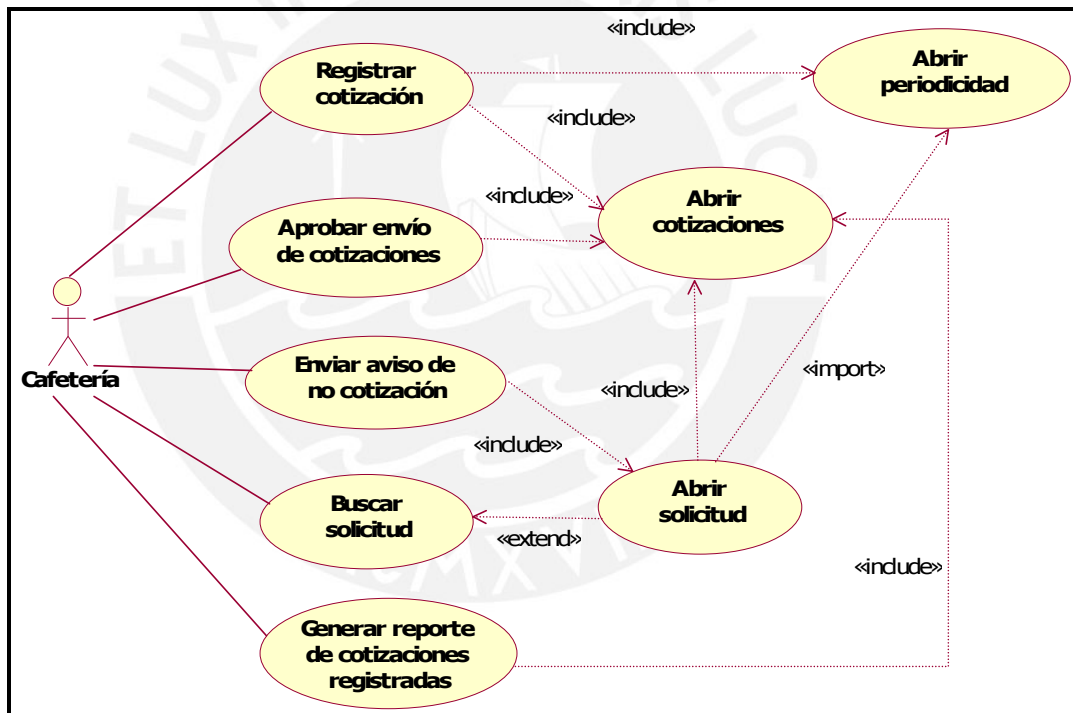 «include»
Abrir
periodicidad
Registrar
cotización
«include»
«include»
Abrir
cotizaciones
Aprobar envío
de cotizaciones
Cafetería
Enviar aviso de
no cotización
«import»
«include»
«include»
Abrir
solicitud
Buscar
solicitud
«extend»
«include»
Generar reporte
de cotizaciones
registradas